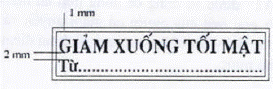 1 mm
GIẢM XUỐNG TỐI MẬT
2 mm
Từ........................................